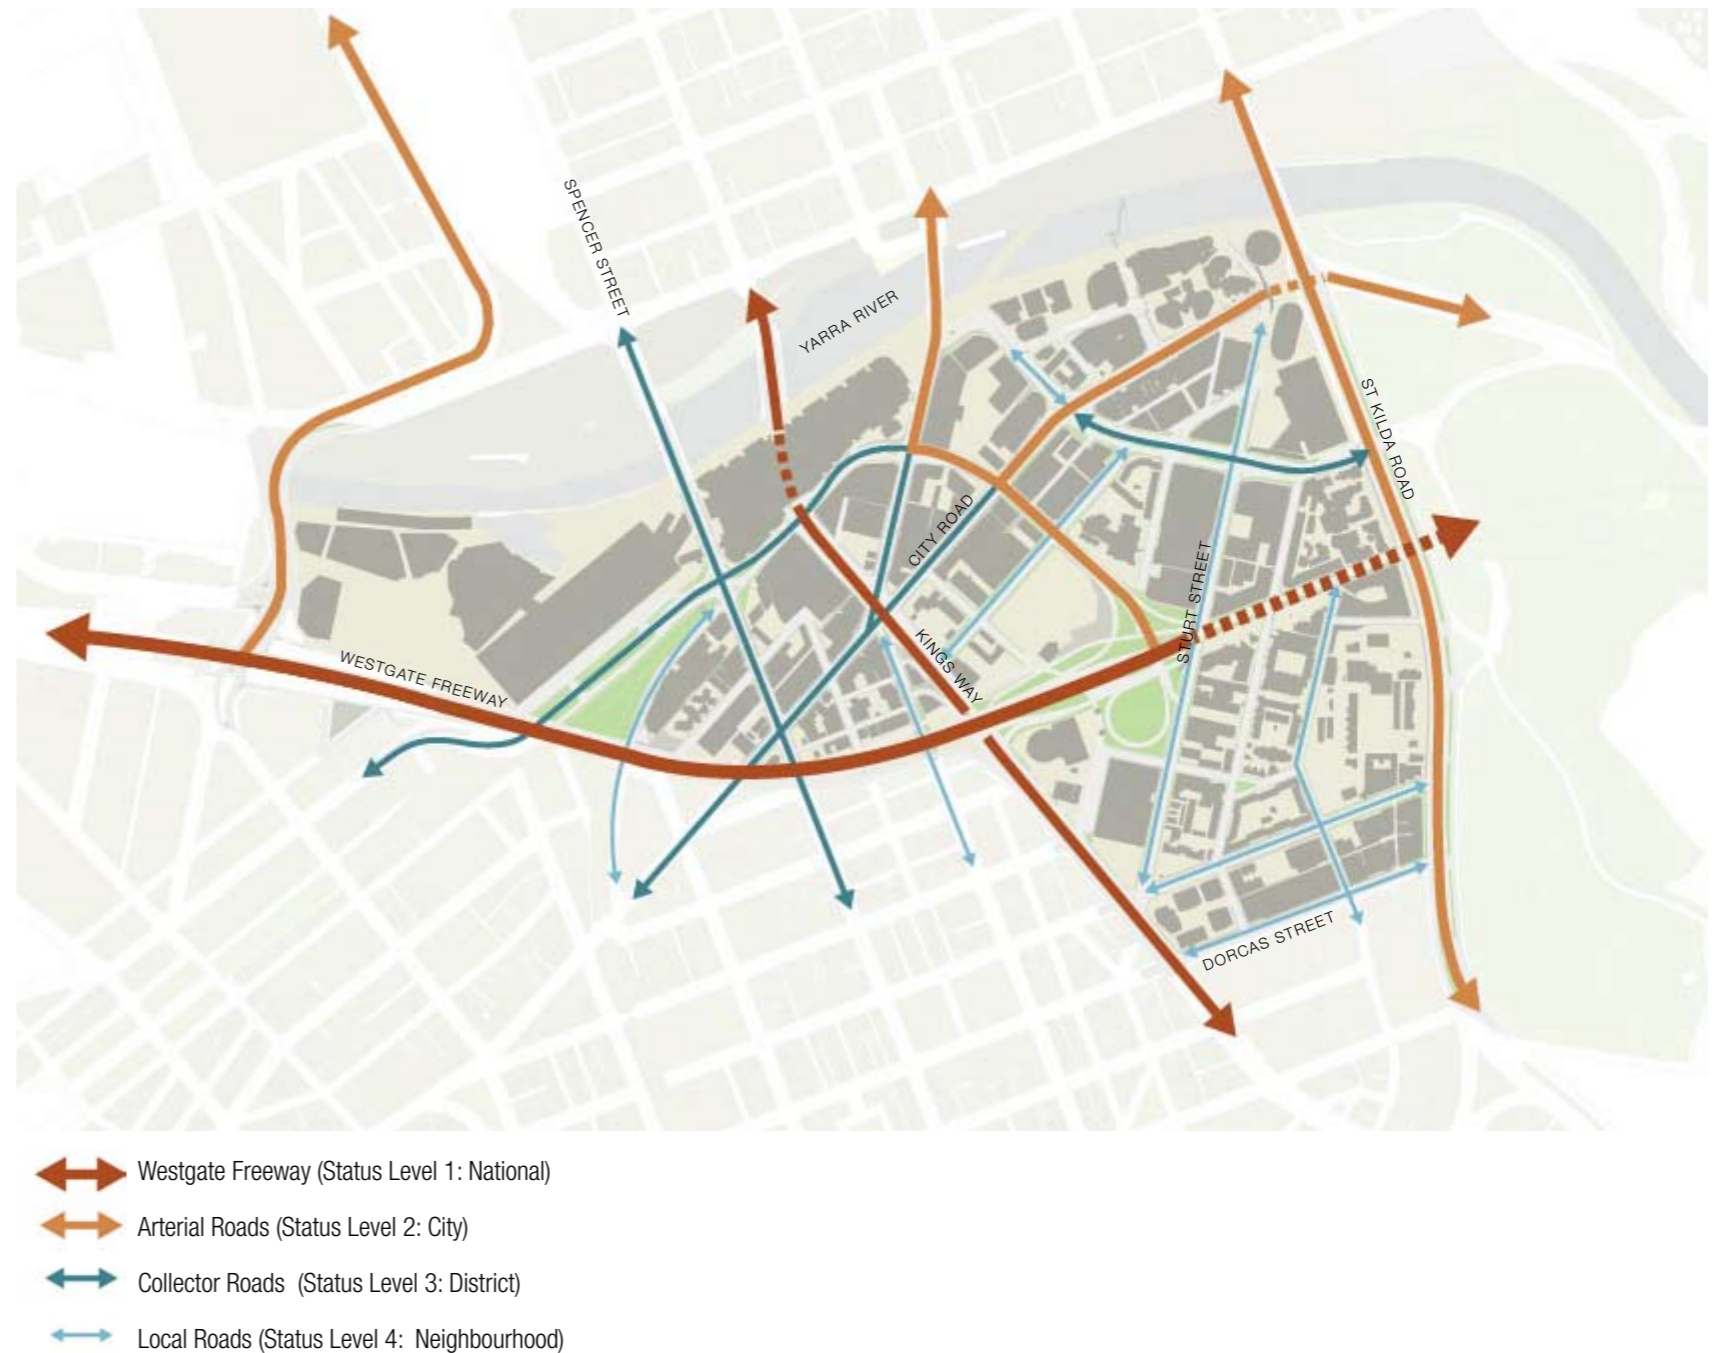 SPENCER STREET
YARRA RIVER
ST KILDA ROAD
CITY ROAD
STURT STREET
KINGS WAY
WESTGATE FREEWAY
DORCAS STREET
Westgate Freeway (Status Level 1: National)
Arterial Roads (Status Level 2: City)
Collector Roads (Status Level 3: District)
Local Roads (Status Level 4: Neighbourhood)